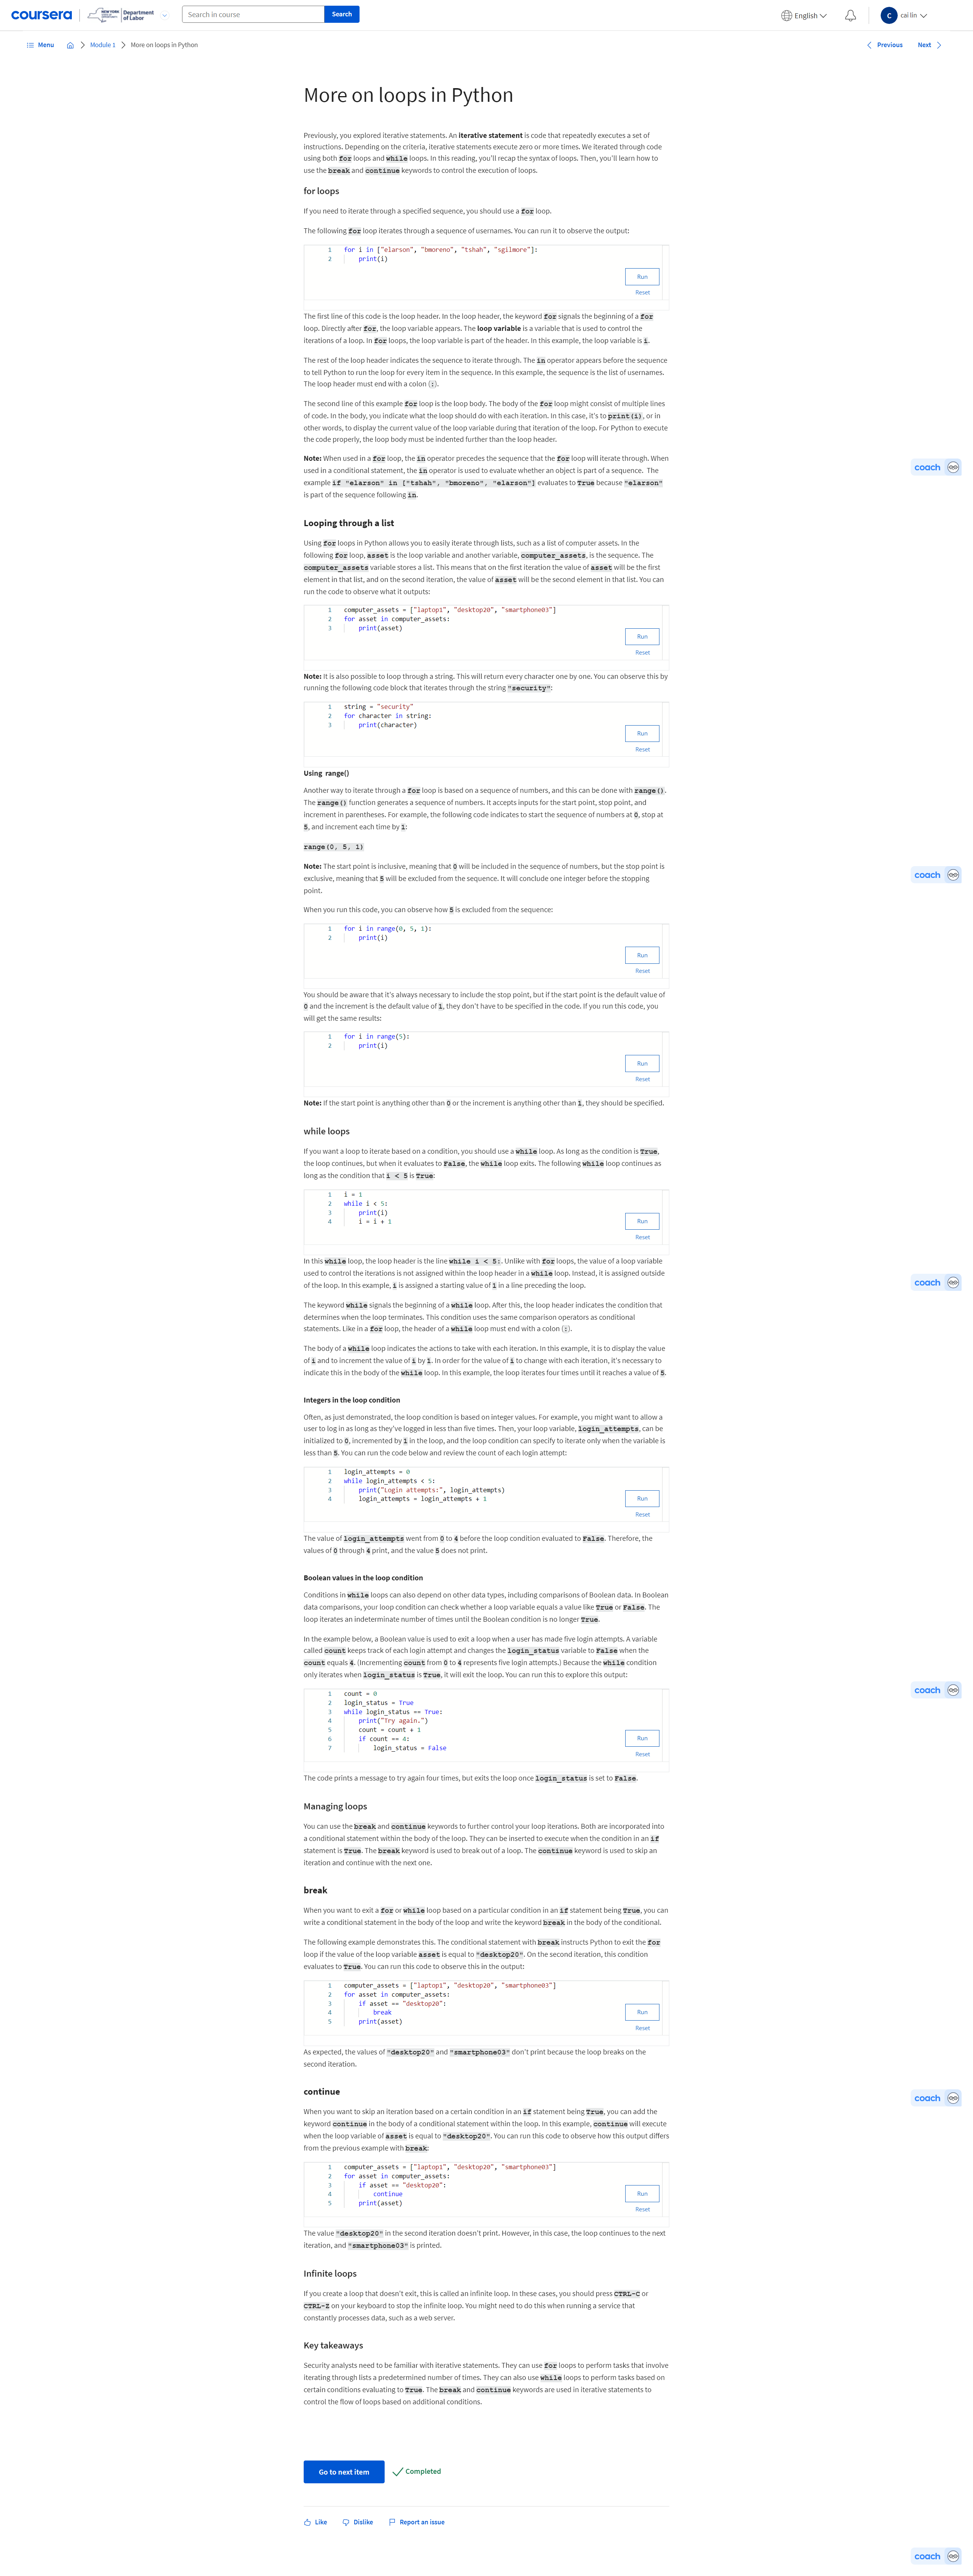 coursera
NEW YORK
STATE
Department
of Labor
Search in course
Search
English
C
cai lin
Menu
Module 1
More on loops in Python
Previous
Next
More on loops in Python
Previously, you explored iterative statements. An iterative statement is code that repeatedly executes a set of
instructions. Depending on the criteria, iterative statements execute zero or more times. We iterated through code
using both for loops and while loops. In this reading, you'll recap the syntax of loops. Then, you'll learn how to
use the break and continue keywords to control the execution of loops.
for loops
If you need to iterate through a specified sequence, you should use a for loop.
The following for loop iterates through a sequence of usernames. You can run it to observe the output:
1 for i in ["elarson", "bmoreno", "tshah", "sgilmore"]:
2 print(i)
Run
Reset
The first line of this code is the loop header. In the loop header, the keyword for signals the beginning of a for
loop. Directly after for, the loop variable appears. The loop variable is a variable that is used to control the
iterations of a loop. In for loops, the loop variable is part of the header. In this example, the loop variable is i.
The rest of the loop header indicates the sequence to iterate through. The in operator appears before the sequence
to tell Python to run the loop for every item in the sequence. In this example, the sequence is the list of usernames.
The loop header must end with a colon (:).
The second line of this example for loop is the loop body. The body of the for loop might consist of multiple lines
of code. In the body, you indicate what the loop should do with each iteration. In this case, it's to print(i), or in
other words, to display the current value of the loop variable during that iteration of the loop. For Python to execute
the code properly, the loop body must be indented further than the loop header.
Note: When used in a for loop, the in operator precedes the sequence that the for loop will iterate through. When
used in a conditional statement, the in operator is used to evaluate whether an object is part of a sequence. The
example if "elarson" in ["tshah", "bmoreno", "elarson"] evaluates to True because "elarson"
is part of the sequence following in.
coach
Looping through a list
Using for loops in Python allows you to easily iterate through lists, such as a list of computer assets. In the
following for loop, asset is the loop variable and another variable, computer_assets, is the sequence. The
computer_assets variable stores a list. This means that on the first iteration the value of asset will be the first
element in that list, and on the second iteration, the value of asset will be the second element in that list. You can
run the code to observe what it outputs:
1 computer_assets = ["laptop1", "desktop20", "smartphone03"]
2 for asset in computer_assets:
3 print(asset)
Run
Reset
Note: It is also possible to loop through a string. This will return every character one by one. You can observe this by
running the following code block that iterates through the string "security":
1 string = "security"
2 for character in string:
3 print(character)
Run
Reset
Using range()
Another way to iterate through a for loop is based on a sequence of numbers, and this can be done with range().
The range() function generates a sequence of numbers. It accepts inputs for the start point, stop point, and
increment in parentheses. For example, the following code indicates to start the sequence of numbers at 0, stop at
5, and increment each time by 1:
range(0, 5, 1)
Note: The start point is inclusive, meaning that 0 will be included in the sequence of numbers, but the stop point is
exclusive, meaning that 5 will be excluded from the sequence. It will conclude one integer before the stopping
point.
coach
When you run this code, you can observe how 5 is excluded from the sequence:
1 for i in range(0, 5, 1):
2 print(i)
Run
Reset
You should be aware that it's always necessary to include the stop point, but if the start point is the default value of
0 and the increment is the default value of 1, they don't have to be specified in the code. If you run this code, you
will get the same results:
1 for i in range(5):
2 print(i)
Run
Reset
Note: If the start point is anything other than 0 or the increment is anything other than 1, they should be specified.
while loops
If you want a loop to iterate based on a condition, you should use a while loop. As long as the condition is True,
the loop continues, but when it evaluates to False, the while loop exits. The following while loop continues as
long as the condition that i < 5 is True:
1 i = 1
2 while i < 5:
3 print(i)
4 i = i + 1
Run
Reset
In this while loop, the loop header is the line while i < 5:. Unlike with for loops, the value of a loop variable
used to control the iterations is not assigned within the loop header in a while loop. Instead, it is assigned outside
of the loop. In this example, i is assigned a starting value of 1 in a line preceding the loop.
coach
The keyword while signals the beginning of a while loop. After this, the loop header indicates the condition that
determines when the loop terminates. This condition uses the same comparison operators as conditional
statements. Like in a for loop, the header of a while loop must end with a colon (:).
The body of a while loop indicates the actions to take with each iteration. In this example, it is to display the value
of i and to increment the value of i by 1. In order for the value of i to change with each iteration, it's necessary to
indicate this in the body of the while loop. In this example, the loop iterates four times until it reaches a value of 5.
Integers in the loop condition
Often, as just demonstrated, the loop condition is based on integer values. For example, you might want to allow a
user to log in as long as they've logged in less than five times. Then, your loop variable, login_attempts, can be
initialized to 0, incremented by 1 in the loop, and the loop condition can specify to iterate only when the variable is
less than 5. You can run the code below and review the count of each login attempt:
1 login_attempts = 0
2 while login_attempts < 5:
3 print("Login attempts:", login_attempts)
4 login_attempts = login_attempts + 1
Run
Reset
The value of login_attempts went from 0 to 4 before the loop condition evaluated to False. Therefore, the
values of 0 through 4 print, and the value 5 does not print.
Boolean values in the loop condition
Conditions in while loops can also depend on other data types, including comparisons of Boolean data. In Boolean
data comparisons, your loop condition can check whether a loop variable equals a value like True or False. The
loop iterates an indeterminate number of times until the Boolean condition is no longer True.
In the example below, a Boolean value is used to exit a loop when a user has made five login attempts. A variable
called count keeps track of each login attempt and changes the login_status variable to False when the
count equals 4. (Incrementing count from 0 to 4 represents five login attempts.) Because the while condition
only iterates when login_status is True, it will exit the loop. You can run this to explore this output:
coach
1 count = 0
2 login_status = True
3 while login_status == True:
4 print("Try again.")
5 count = count + 1
6 if count == 4:
7 login_status = False
Run
Reset
The code prints a message to try again four times, but exits the loop once login_status is set to False.
Managing loops
You can use the break and continue keywords to further control your loop iterations. Both are incorporated into
a conditional statement within the body of the loop. They can be inserted to execute when the condition in an if
statement is True. The break keyword is used to break out of a loop. The continue keyword is used to skip an
iteration and continue with the next one.
break
When you want to exit a for or while loop based on a particular condition in an if statement being True, you can
write a conditional statement in the body of the loop and write the keyword break in the body of the conditional.
The following example demonstrates this. The conditional statement with break instructs Python to exit the for
loop if the value of the loop variable asset is equal to "desktop20". On the second iteration, this condition
evaluates to True. You can run this code to observe this in the output:
1 computer_assets = ["laptop1", "desktop20", "smartphone03"]
2 for asset in computer_assets:
3 if asset == "desktop20":
4 break
5 print(asset)
Run
Reset
As expected, the values of "desktop20" and "smartphone03" don't print because the loop breaks on the
second iteration.
continue
coach
When you want to skip an iteration based on a certain condition in an if statement being True, you can add the
keyword continue in the body of a conditional statement within the loop. In this example, continue will execute
when the loop variable of asset is equal to "desktop20". You can run this code to observe how this output differs
from the previous example with break:
1 computer_assets = ["laptop1", "desktop20", "smartphone03"]
2 for asset in computer_assets:
3 if asset == "desktop20":
4 continue
5 print(asset)
Run
Reset
The value "desktop20" in the second iteration doesn't print. However, in this case, the loop continues to the next
iteration, and "smartphone03" is printed.
Infinite loops
If you create a loop that doesn't exit, this is called an infinite loop. In these cases, you should press CTRL-C or
CTRL-Z on your keyboard to stop the infinite loop. You might need to do this when running a service that
constantly processes data, such as a web server.
Key takeaways
Security analysts need to be familiar with iterative statements. They can use for loops to perform tasks that involve
iterating through lists a predetermined number of times. They can also use while loops to perform tasks based on
certain conditions evaluating to True. The break and continue keywords are used in iterative statements to
control the flow of loops based on additional conditions.
Go to next item
Completed
Like
Dislike
Report an issue
coach